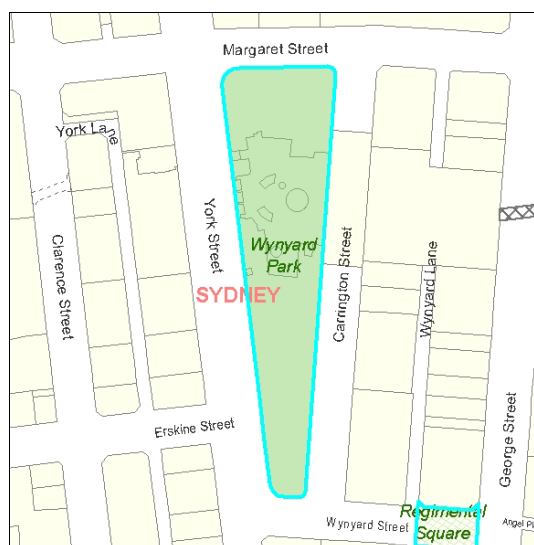 Margaret Street
York Lane
Clarence Street
York Street
Wynyard
Park
SYDNEY
Carrington Street
Wynyard Lane
George Street
Erskine Street
Regimental
Square
Wynyard Street
Angel Pl